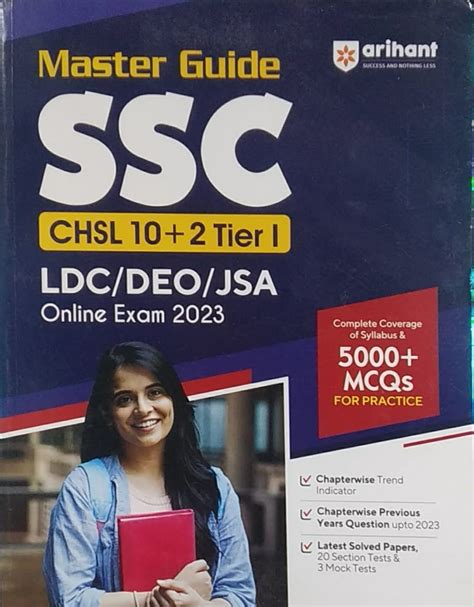 arihant
SUCCESS AND NOTHING LESS
Master Guide
SSC
CHSL 10+2 Tier I
LDC/DEO/JSA
Online Exam 2023
Complete Coverage
of Syllabus &
5000+
MCQs
FOR PRACTICE
Chapterwise Trend
Indicator
Chapterwise Previous
Years Question upto 2023
Latest Solved Papers,
20 Section Tests &
3 Mock Tests